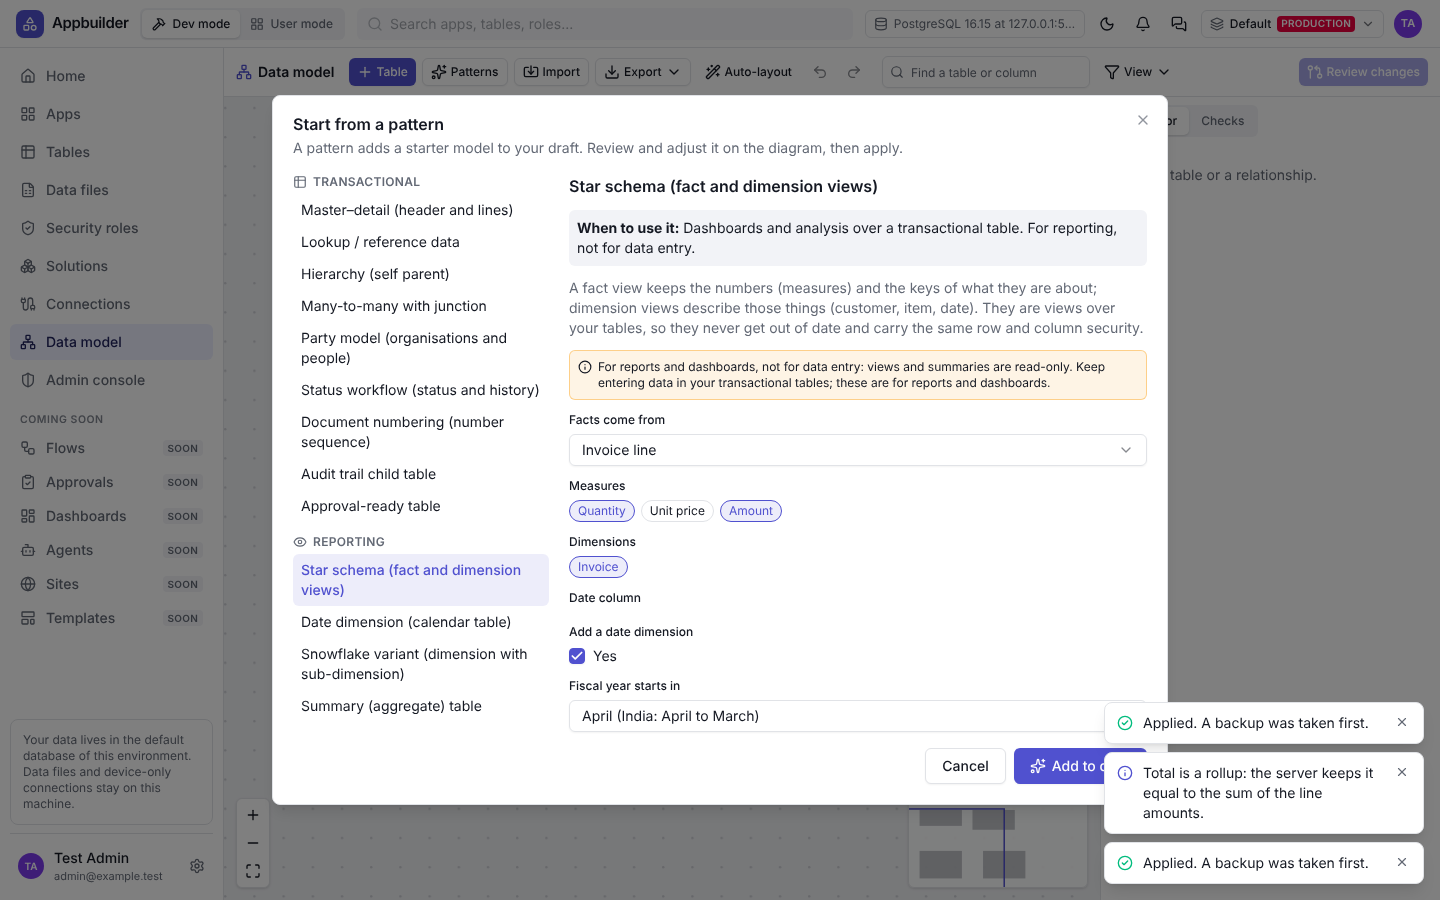 Appbuilder
Dev mode
User mode
Search apps, tables, roles...
PostgreSQL 16.15 at 127.0.0.1:5...
Default
PRODUCTION
TA
Home
Apps
Tables
Data files
Security roles
Solutions
Connections
Data model
Admin console
COMING SOON
Flows SOON
Approvals SOON
Dashboards SOON
Agents SOON
Sites SOON
Templates SOON
Your data lives in the default
database of this environment.
Data files and device-only
connections stay on this
machine.
TA
Test Admin
admin@example.test
Data model
Table
Patterns
Import
Export
Auto-layout
Find a table or column
View
Review changes
or
Checks
table or a relationship.
Start from a pattern
A pattern adds a starter model to your draft. Review and adjust it on the diagram, then apply.
TRANSACTIONAL
Master–detail (header and lines)
Lookup / reference data
Hierarchy (self parent)
Many-to-many with junction
Party model (organisations and
people)
Status workflow (status and history)
Document numbering (number
sequence)
Audit trail child table
Approval-ready table
REPORTING
Star schema (fact and dimension
views)
Date dimension (calendar table)
Snowflake variant (dimension with
sub-dimension)
Summary (aggregate) table
Star schema (fact and dimension views)
When to use it: Dashboards and analysis over a transactional table. For reporting,
not for data entry.
A fact view keeps the numbers (measures) and the keys of what they are about;
dimension views describe those things (customer, item, date). They are views over
your tables, so they never get out of date and carry the same row and column security.
For reports and dashboards, not for data entry: views and summaries are read-only. Keep
entering data in your transactional tables; these are for reports and dashboards.
Facts come from
Invoice line
Measures
Quantity
Unit price
Amount
Dimensions
Invoice
Date column
Add a date dimension
Yes
Fiscal year starts in
April (India: April to March)
Cancel
Add to
Applied. A backup was taken first.
Total is a rollup: the server keeps it
equal to the sum of the line
amounts.
Applied. A backup was taken first.